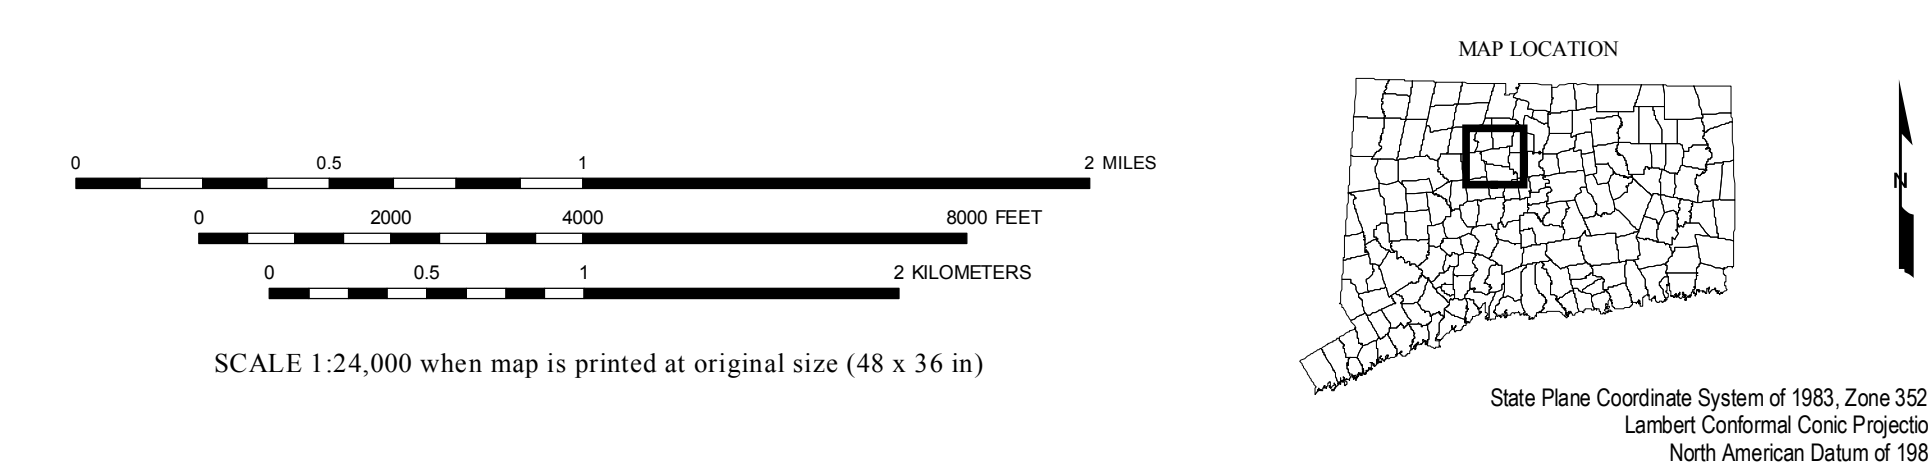 MAP LOCATION
0 0.5 1 2 MILES
0 2000 4000 8000 FEET
0 0.5 1 2 KILOMETERS
SCALE 1:24,000 when map is printed at original size (48 x 36 in)
N
State Plane Coordinate System of 1983, Zone 352
Lambert Conformal Conic Projectio
North American Datum of 198